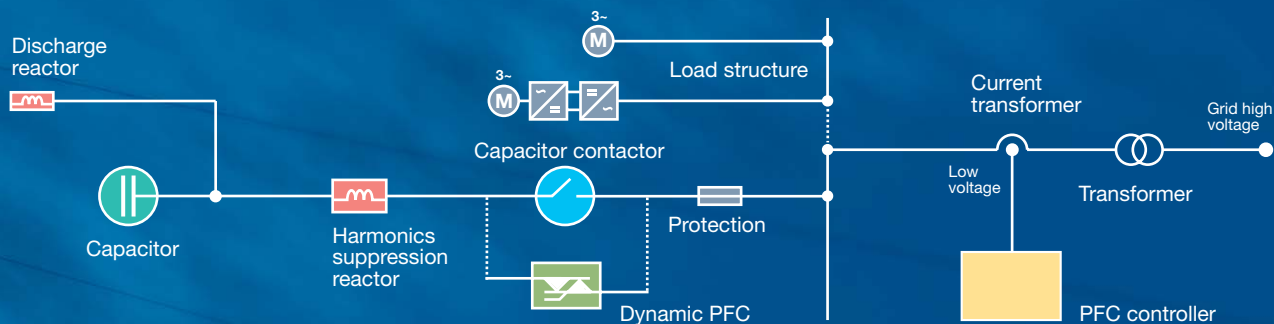 3~
M
Discharge
reactor
Load structure
3~
M
Current
transformer
Grid high
voltage
Capacitor contactor
Low
voltage
Transformer
Capacitor
Harmonics
suppression
reactor
Protection
Dynamic PFC
PFC controller